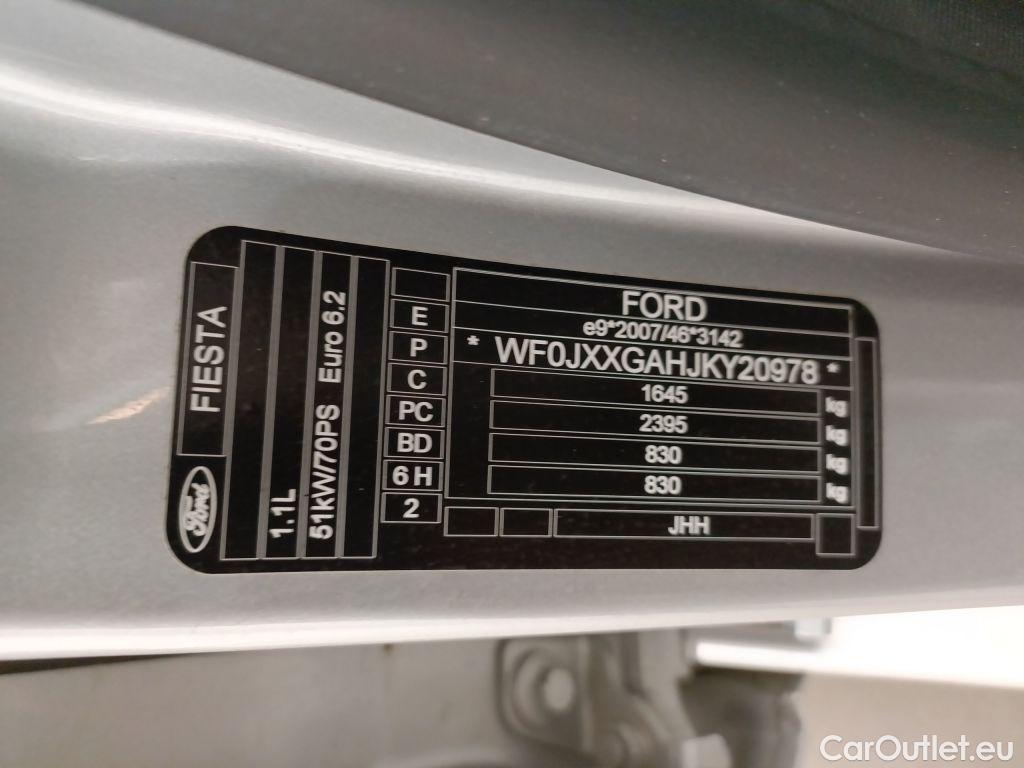 FIESTA
Ford
1.1L
51kW/70PS Euro 6.2
E
P
C
PC
BD
6 H
2
FORD
e9*2007/46*3142
* WF0JXXGAHJKY20978 *
1645 kg
2395 kg
830 kg
830 kg
JHH
CarOutlet.eu